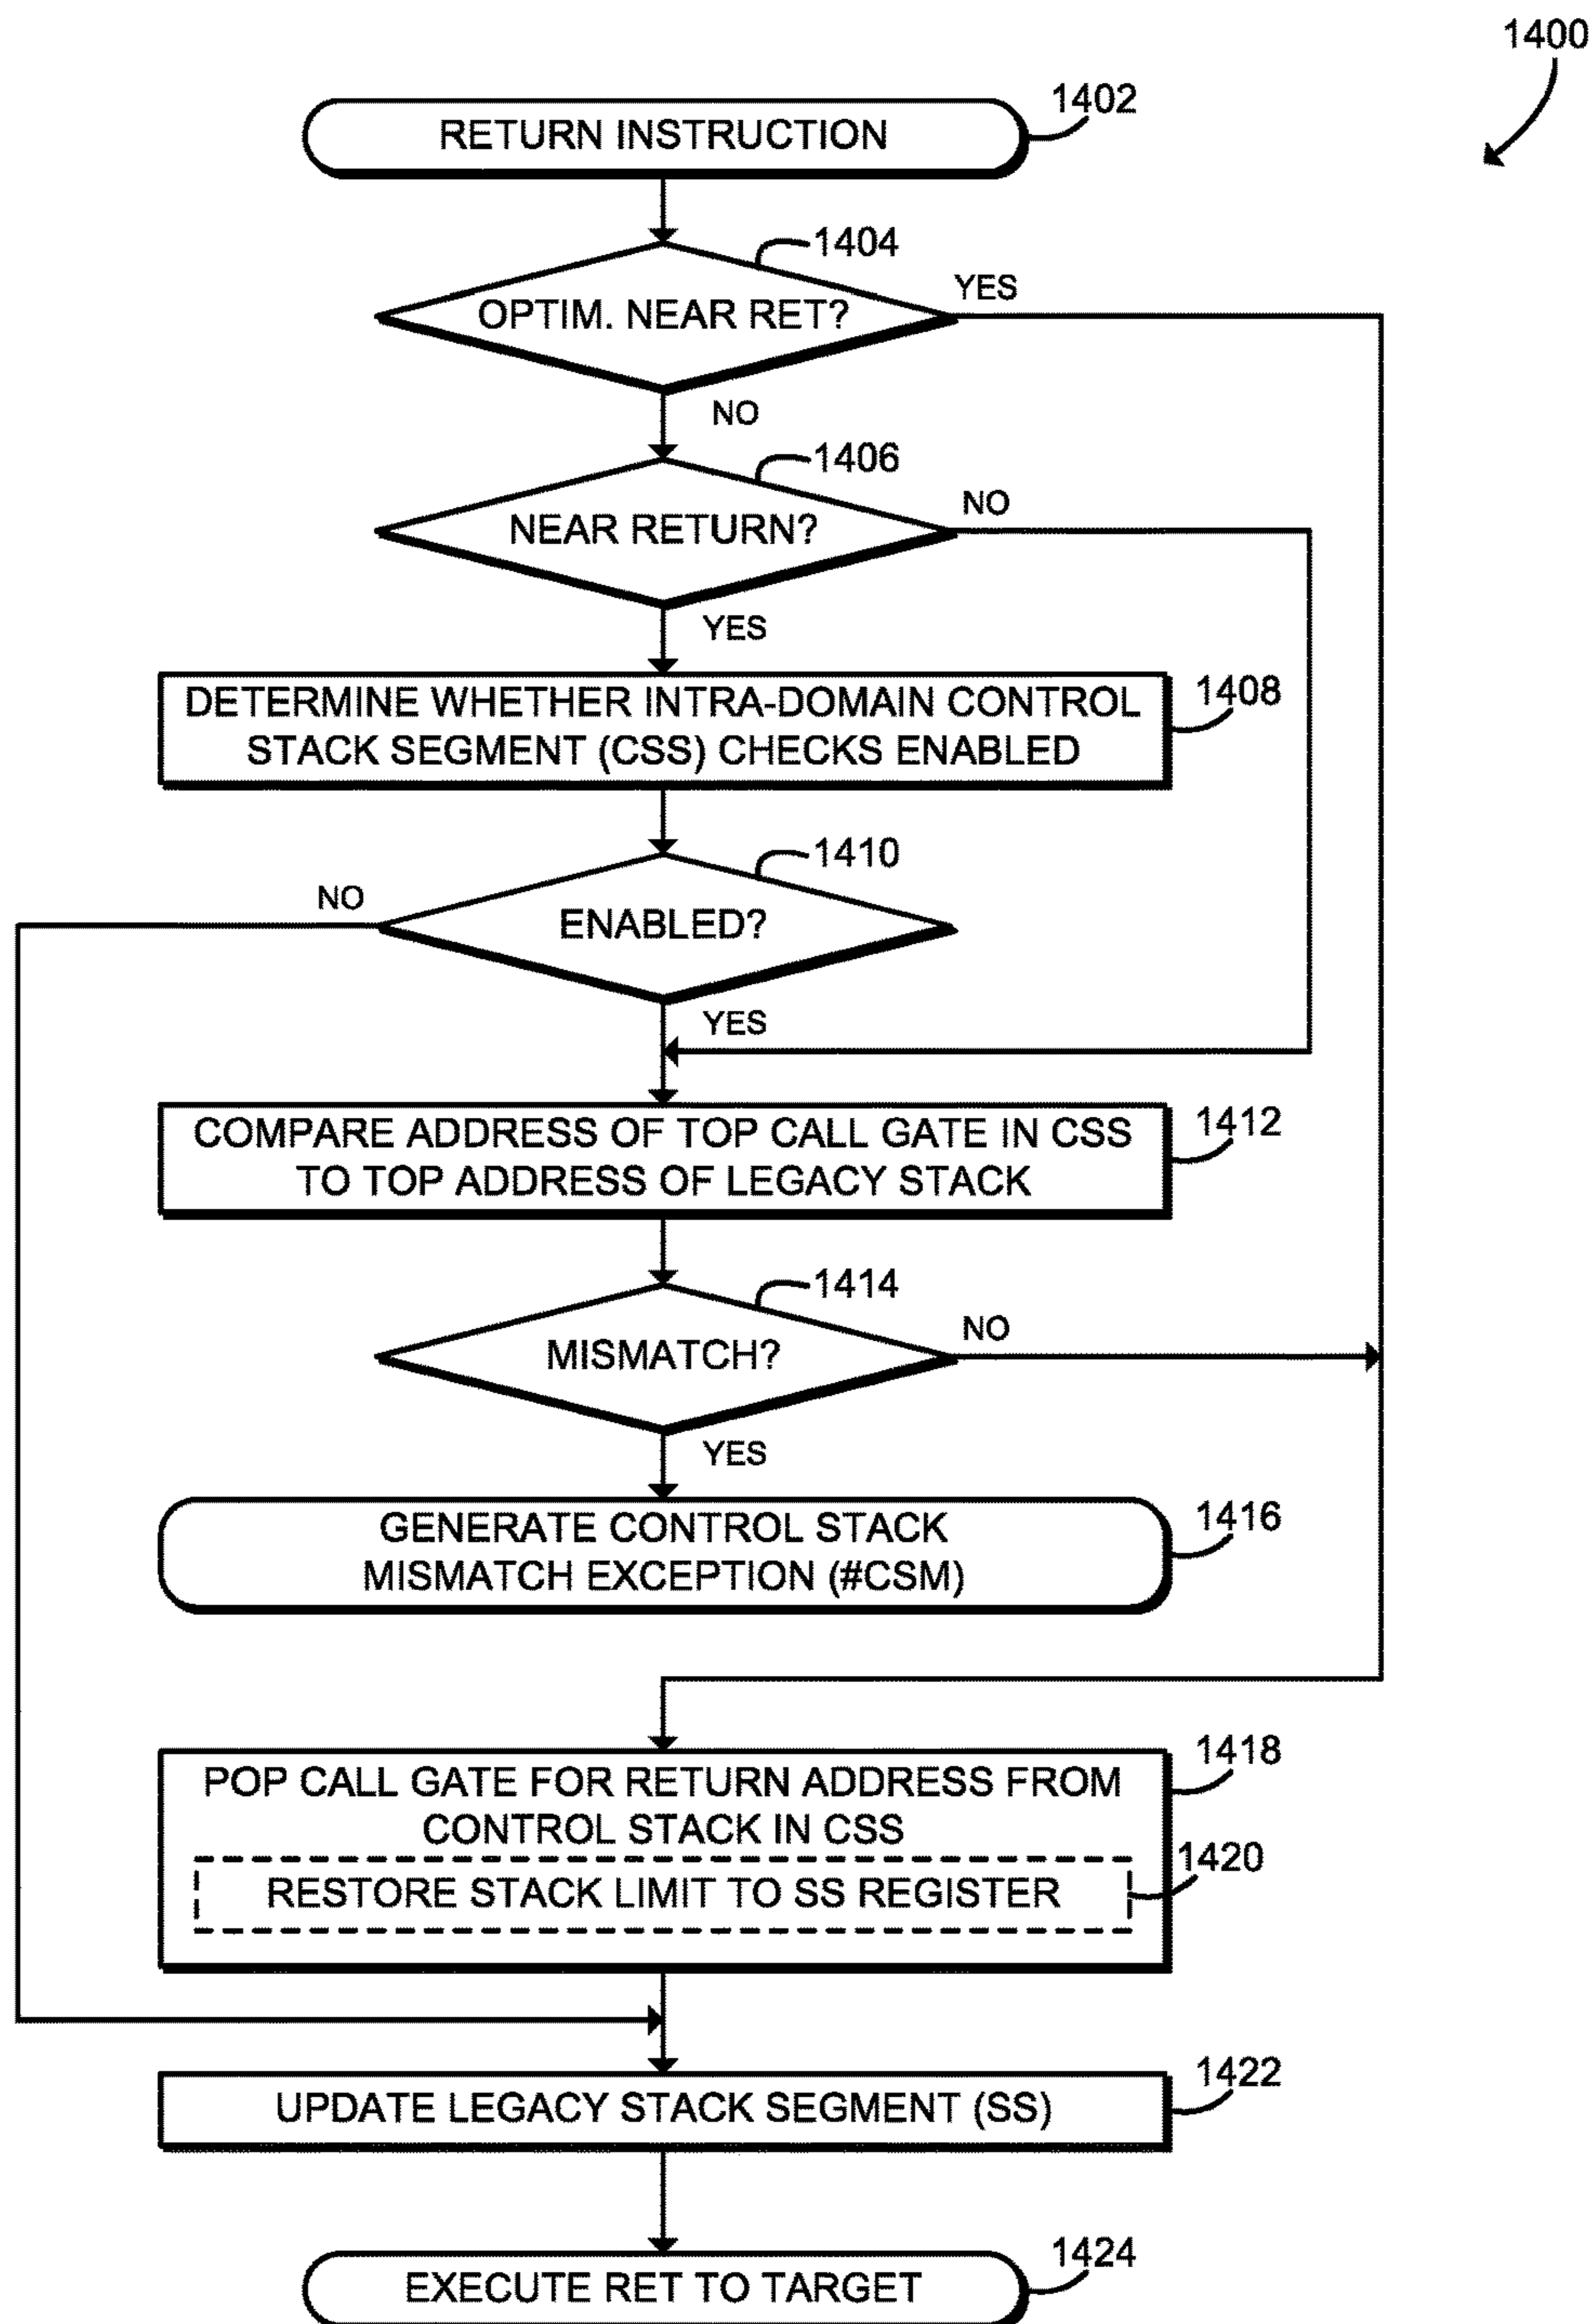 1400
RETURN INSTRUCTION
1402
1404
OPTIM. NEAR RET?
YES
NO
1406
NEAR RETURN?
NO
YES
DETERMINE WHETHER INTRA-DOMAIN CONTROL
STACK SEGMENT (CSS) CHECKS ENABLED
1408
1410
NO
ENABLED?
YES
COMPARE ADDRESS OF TOP CALL GATE IN CSS
TO TOP ADDRESS OF LEGACY STACK
1412
1414
MISMATCH?
NO
YES
GENERATE CONTROL STACK
MISMATCH EXCEPTION (#CSM)
1416
POP CALL GATE FOR RETURN ADDRESS FROM
CONTROL STACK IN CSS
1418
RESTORE STACK LIMIT TO SS REGISTER
1420
UPDATE LEGACY STACK SEGMENT (SS)
1422
EXECUTE RET TO TARGET
1424